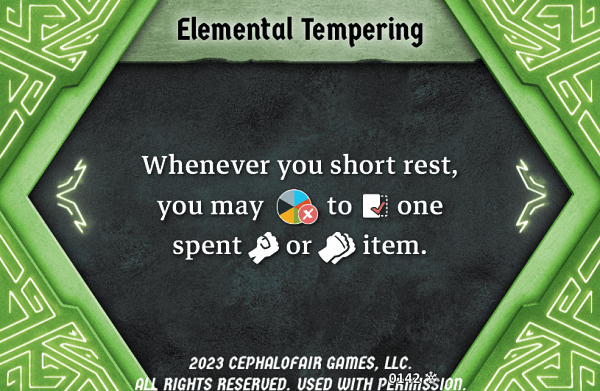 Elemental Tempering
Whenever you short rest,
you may to one
spent or item.
2023 CEPHALOFAIR GAMES, LLC.
0142
ALL RIGHTS RESERVED. USED WITH PERMISSION.